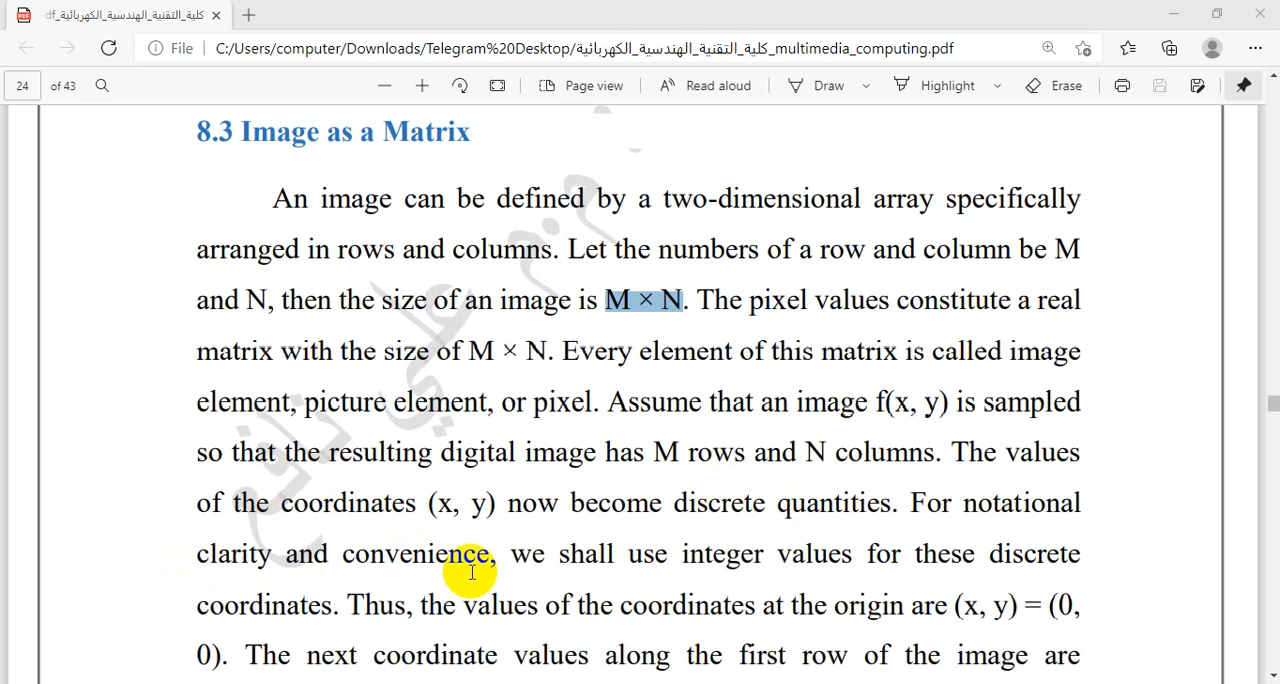 df_كلية_التقنية_الهندسية_الكهربائية
File
C:/Users/computer/Downloads/Telegram%20Desktop/كلية_التقنية_الهندسية_الكهربائية_multimedia_computing.pdf
24 of 43
Page view
Read aloud
Draw
Highlight
Erase
8.3 Image as a Matrix
An image can be defined by a two-dimensional array specifically
arranged in rows and columns. Let the numbers of a row and column be M
and N, then the size of an image is M × N. The pixel values constitute a real
matrix with the size of M × N. Every element of this matrix is called image
element, picture element, or pixel. Assume that an image f(x, y) is sampled
so that the resulting digital image has M rows and N columns. The values
of the coordinates (x, y) now become discrete quantities. For notational
clarity and convenience, we shall use integer values for these discrete
coordinates. Thus, the values of the coordinates at the origin are (x, y) = (0,
0). The next coordinate values along the first row of the image are